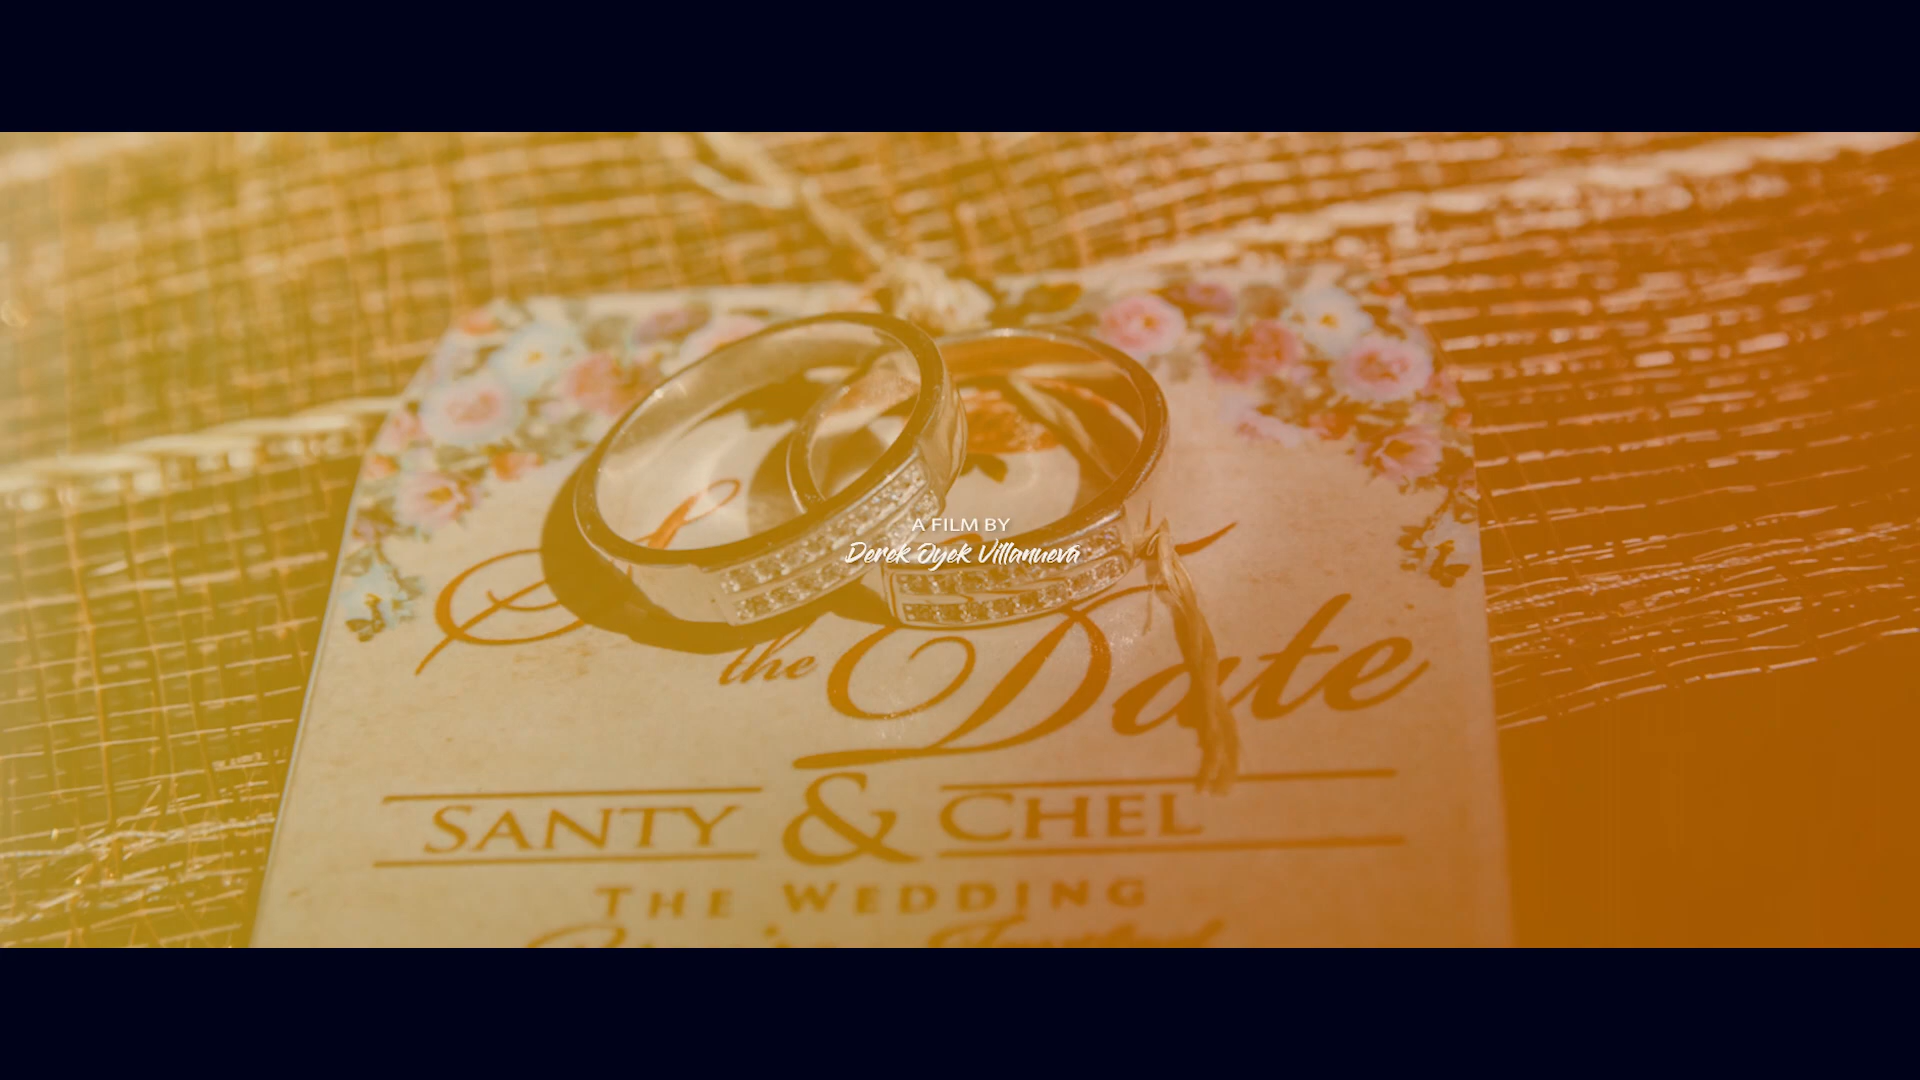 A FILM BY
Derek Oyek Villanueva
the Date
SANTY & CHEL
THE WEDDING